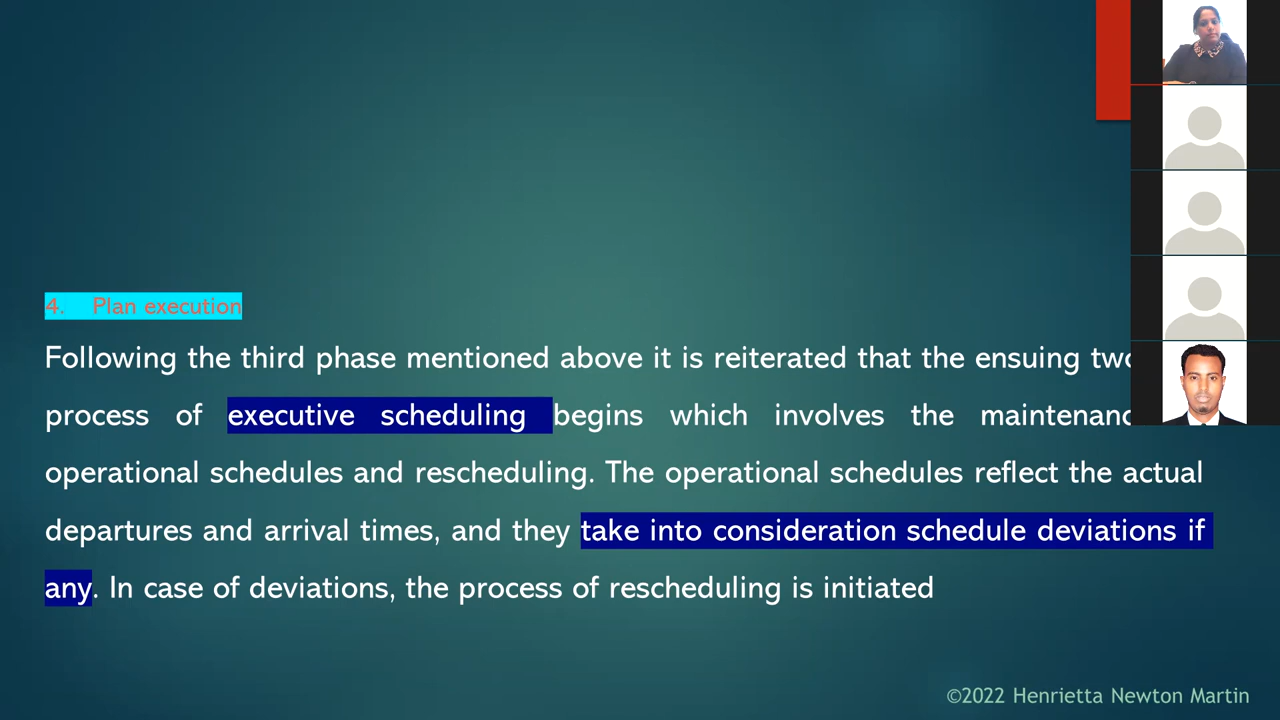 4. Plan execution
Following the third phase mentioned above it is reiterated that the ensuing
process of executive scheduling begins which involves the
operational schedules and rescheduling. The operational schedules reflect the actual
departures and arrival times, and they take into consideration schedule deviations if
any. In case of deviations, the process of rescheduling is initiated
©2022 Henrietta Newton Martin